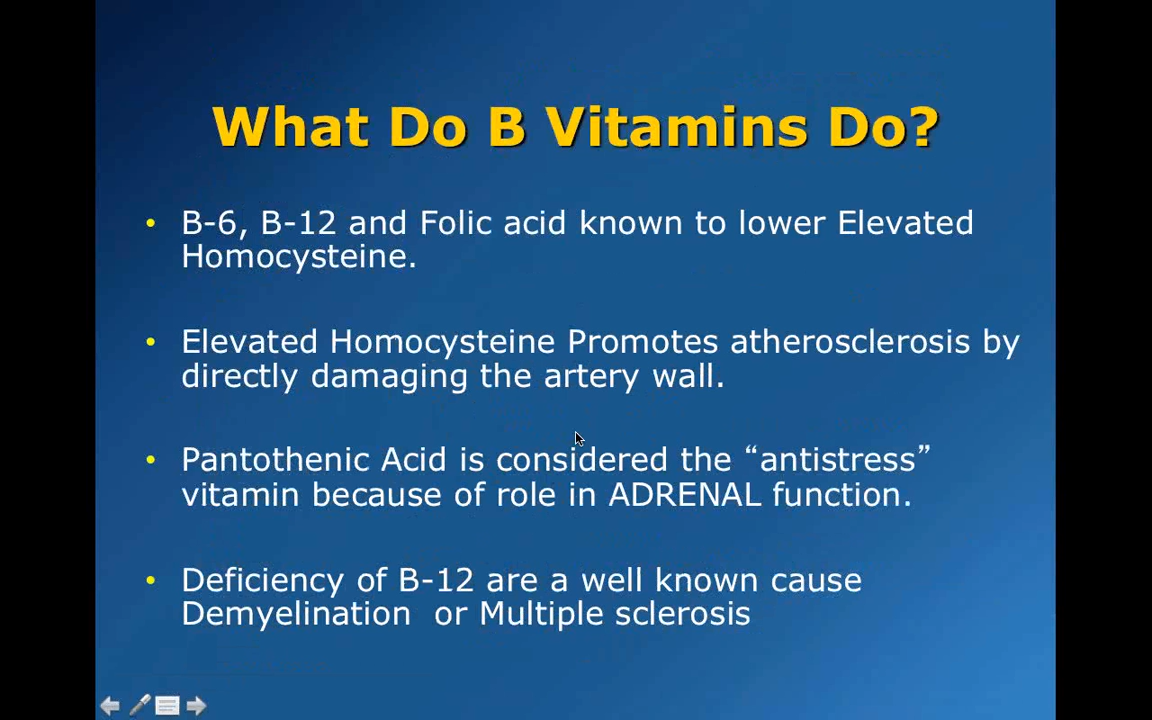 What Do B Vitamins Do?
• B-6, B-12 and Folic acid known to lower Elevated
Homocysteine.
• Elevated Homocysteine Promotes atherosclerosis by
directly damaging the artery wall.
• Pantothenic Acid is considered the “antistress”
vitamin because of role in ADRENAL function.
• Deficiency of B-12 are a well known cause
Demyelination  or Multiple sclerosis